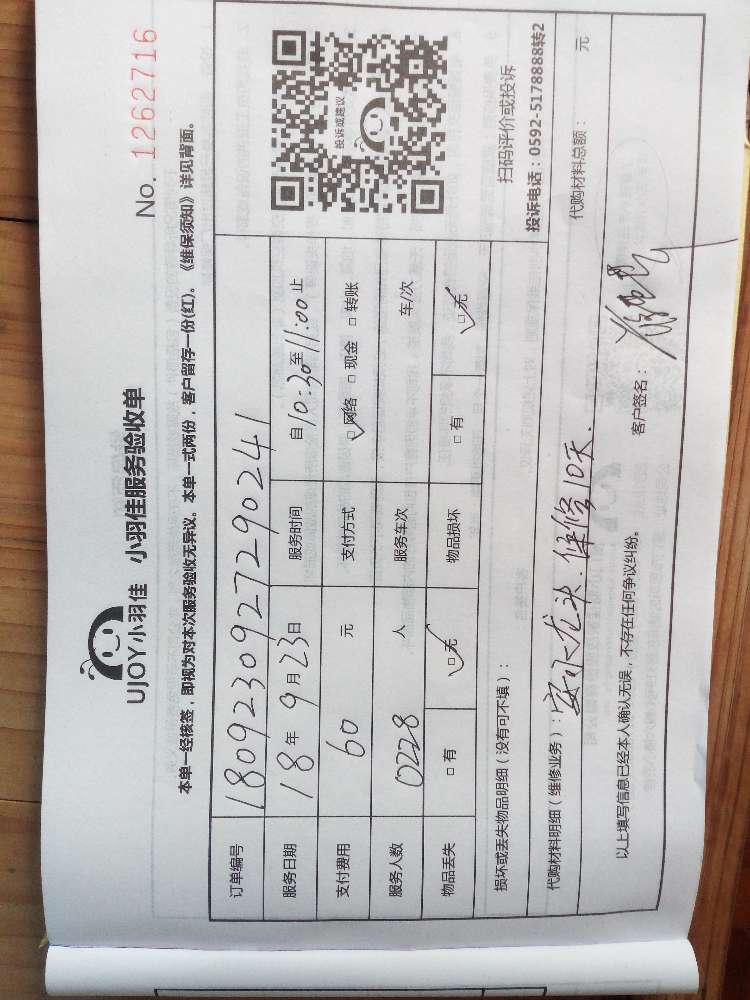 UJOY小羽佳 小羽佳服务验收单
No. 1262716
本单一经核签，即视为对本次服务验收无异议。本单一式两份，客户留存一份(红)。《维保须知》详见背面。
订单编号 180923092729024​1
服务日期 18年9月23日 服务时间 自10:30至11:00止
支付费用 60 元 支付方式 □网络 □现金 □转账
服务人数 0228 人 服务车次 车/次
物品丢失 □有 □无 物品损坏 □有 □无
投诉或建议
扫码评价或投诉
投诉电话：0592-5178888转2
损坏或丢失物品明细（没有可不填）：
代购材料明细（维修业务）：安水龙头.保修10天. 代购材料总额： 元
以上填写信息已经本人确认无误，不存在任何争议纠纷。 客户签名：